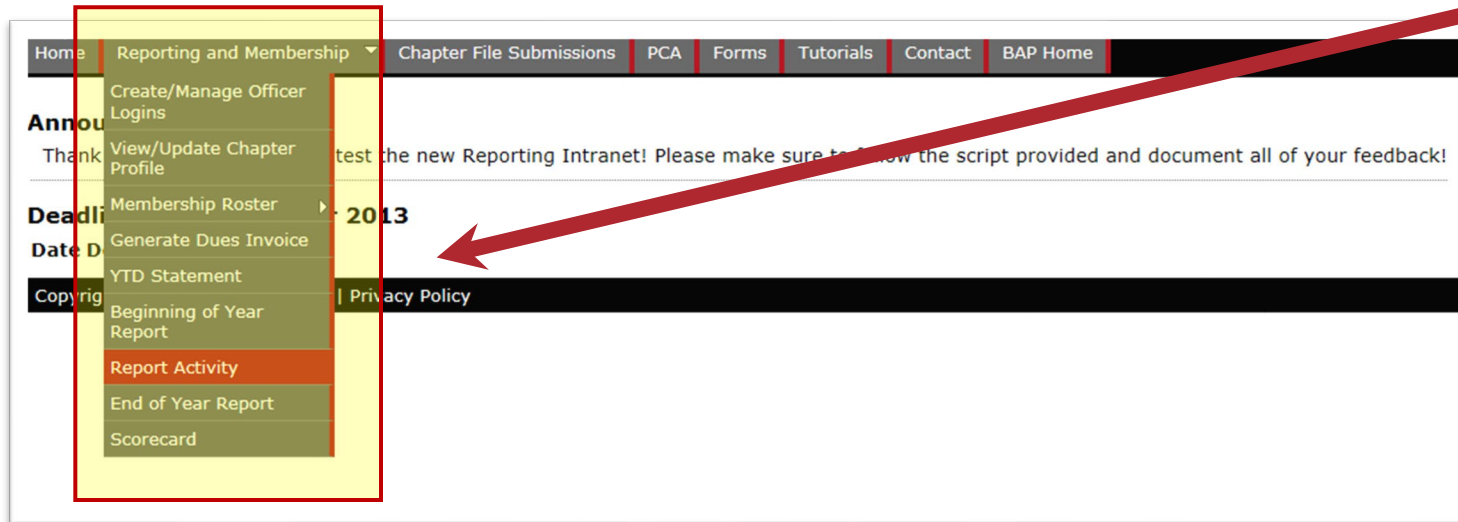 Home Reporting and Membership Chapter File Submissions PCA Forms Tutorials Contact BAP Home
Create/Manage Officer
Logins
Annou
View/Update Chapter
Thank test the new Reporting Intranet! Please make sure to follow the script provided and document all of your feedback!
Profile
Membership Roster
Deadli 2013
Generate Dues Invoice
Date D
YTD Statement
Copyrig | Privacy Policy
Beginning of Year
Report
Report Activity
End of Year Report
Scorecard